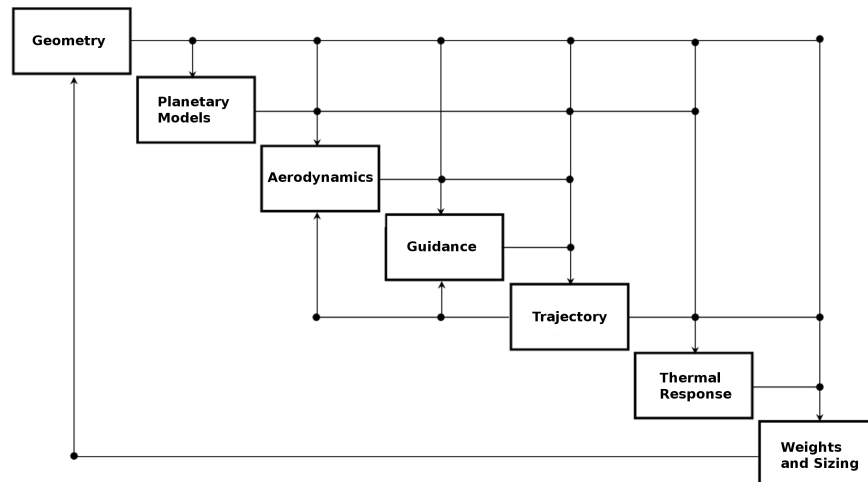 Geometry
Planetary
Models
Aerodynamics
Guidance
Trajectory
Thermal
Response
Weights
and Sizing